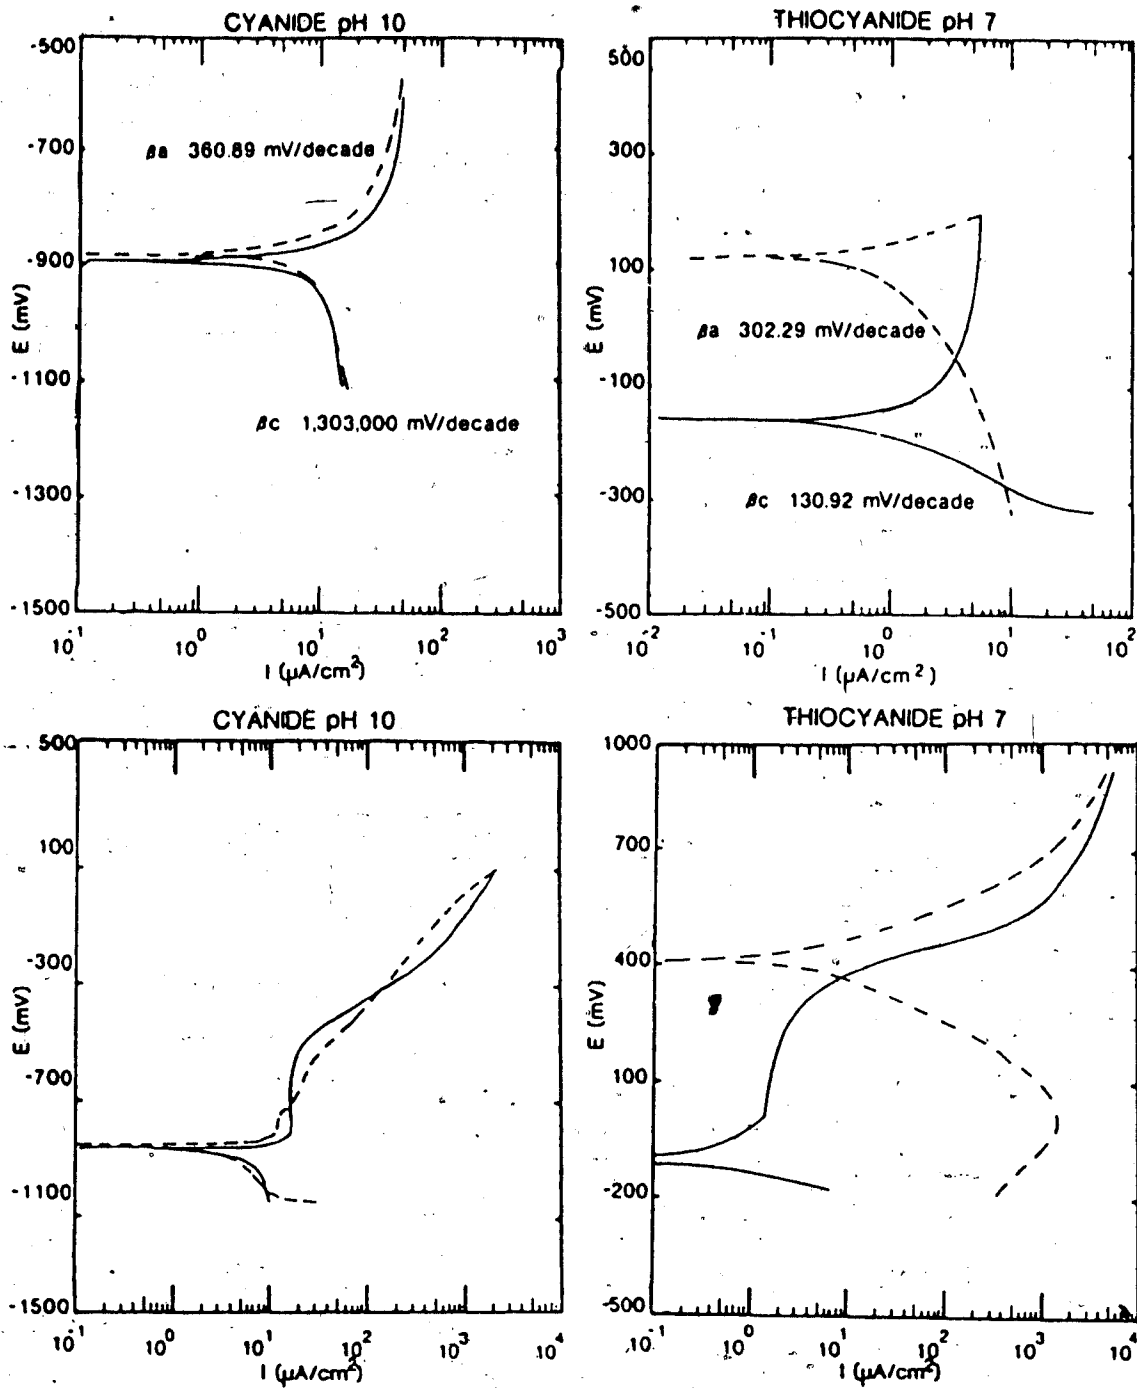 CYANIDE pH 10
-500
-700
-900
-1100
-1300
-1500
E (mV)
βa 360.89 mV/decade
βc 1,303,000 mV/decade
10-1
100
101
102
103
I (μA/cm2)
THIOCYANIDE pH 7
500
300
100
-100
-300
-500
E (mV)
βa 302.29 mV/decade
βc 130.92 mV/decade
10-2
10-1
100
101
102
I (μA/cm2)
CYANIDE pH 10
500
100
-300
-700
-1100
-1500
E (mV)
10-1
100
101
102
103
104
I (μA/cm2)
THIOCYANIDE pH 7
1000
700
400
100
-200
-500
E (mV)
10-1
100
101
102
103
104
I (μA/cm2)